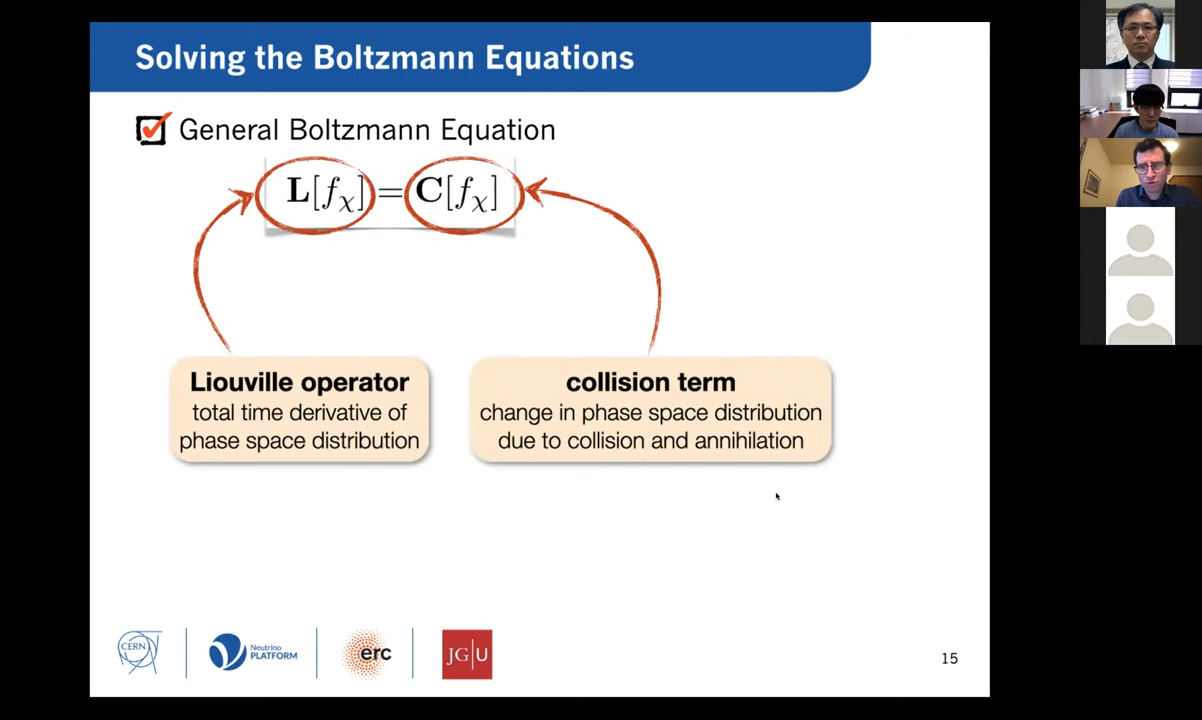 Solving the Boltzmann Equations
General Boltzmann Equation
L[fχ] = C[fχ]
Liouville operator
total time derivative of
phase space distribution
collision term
change in phase space distribution
due to collision and annihilation
CERN
Neutrino
PLATFORM
erc
JG|U
15